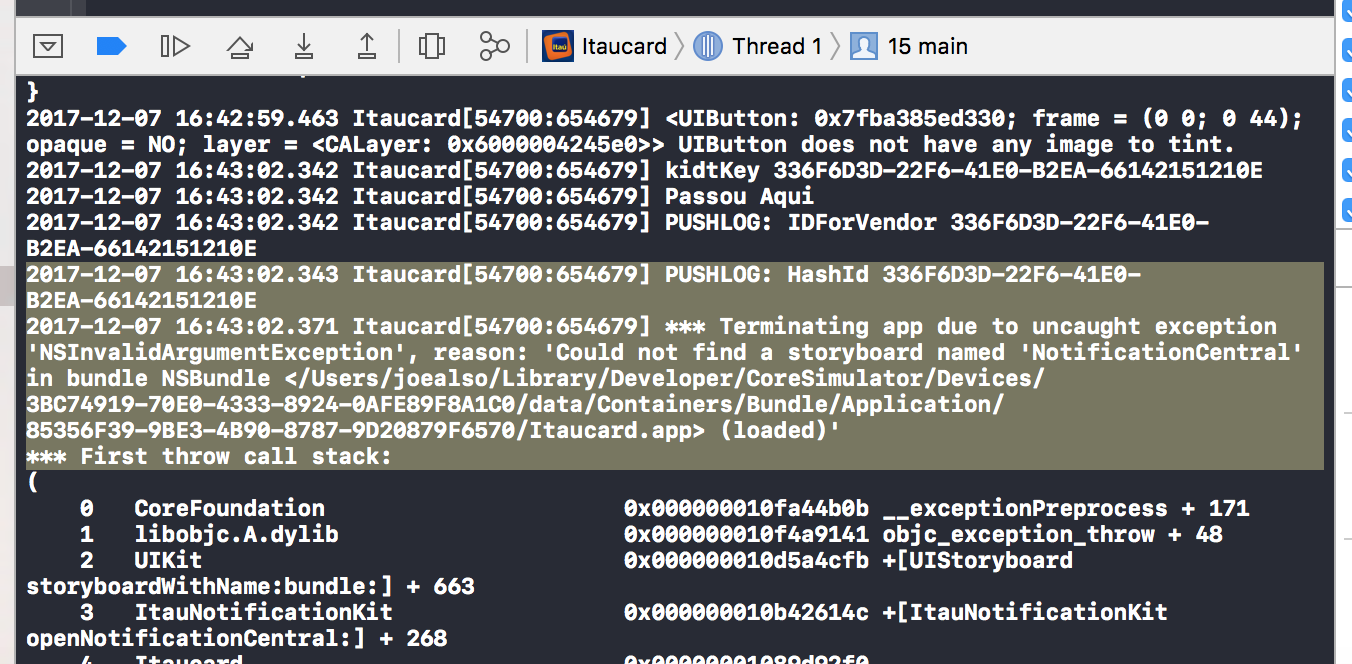 Itaú Itaucard Thread 1 15 main
}
2017-12-07 16:42:59.463 Itaucard[54700:654679] <UIButton: 0x7fba385ed330; frame = (0 0; 0 44);
opaque = NO; layer = <CALayer: 0x6000004245e0>> UIButton does not have any image to tint.
2017-12-07 16:43:02.342 Itaucard[54700:654679] kidtKey 336F6D3D-22F6-41E0-B2EA-66142151210E
2017-12-07 16:43:02.342 Itaucard[54700:654679] Passou Aqui
2017-12-07 16:43:02.342 Itaucard[54700:654679] PUSHLOG: IDForVendor 336F6D3D-22F6-41E0-
B2EA-66142151210E
2017-12-07 16:43:02.343 Itaucard[54700:654679] PUSHLOG: HashId 336F6D3D-22F6-41E0-
B2EA-66142151210E
2017-12-07 16:43:02.371 Itaucard[54700:654679] *** Terminating app due to uncaught exception
'NSInvalidArgumentException', reason: 'Could not find a storyboard named 'NotificationCentral'
in bundle NSBundle </Users/joealso/Library/Developer/CoreSimulator/Devices/
3BC74919-70E0-4333-8924-0AFE89F8A1C0/data/Containers/Bundle/Application/
85356F39-9BE3-4B90-8787-9D20879F6570/Itaucard.app> (loaded)'
*** First throw call stack:
(
0 CoreFoundation 0x000000010fa44b0b __exceptionPreprocess + 171
1 libobjc.A.dylib 0x000000010f4a9141 objc_exception_throw + 48
2 UIKit 0x000000010d5a4cfb +[UIStoryboard
storyboardWithName:bundle:] + 663
3 ItauNotificationKit 0x000000010b42614c +[ItauNotificationKit
openNotificationCentral:] + 268
4 Itaucard 0x00000001089d92f0